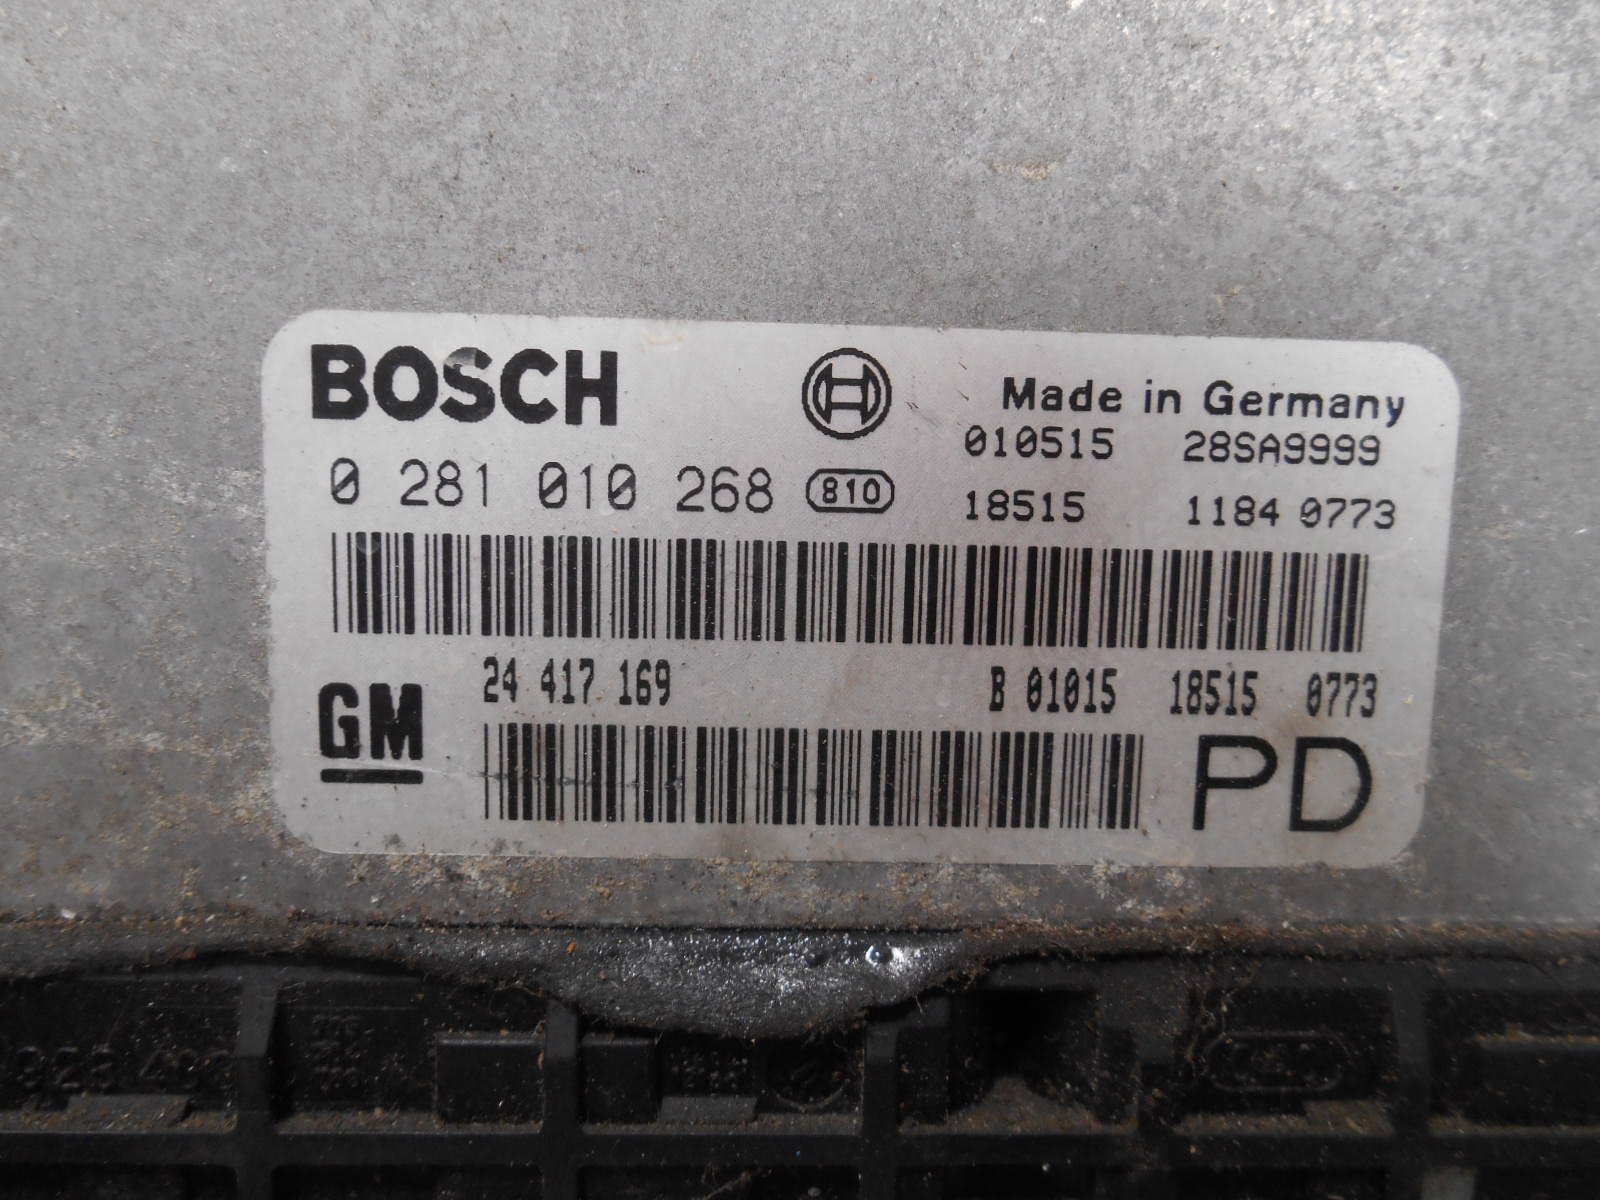 BOSCH
Made in Germany
010515 28SA9999
0 281 010 268 810
18515 1184 0773
24 417 169
B 01015 18515 0773
GM
PD